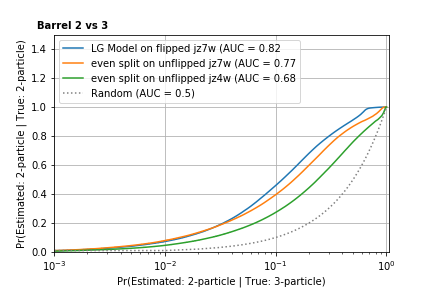 Barrel 2 vs 3
LG Model on flipped jz7w (AUC = 0.82
even split on unflipped jz7w (AUC = 0.77
even split on unflipped jz4w (AUC = 0.68
Random (AUC = 0.5)
Pr(Estimated: 2-particle | True: 2-particle)
1.4
1.2
1.0
0.8
0.6
0.4
0.2
0.0
10⁻³ 10⁻² 10⁻¹ 10⁰
Pr(Estimated: 2-particle | True: 3-particle)